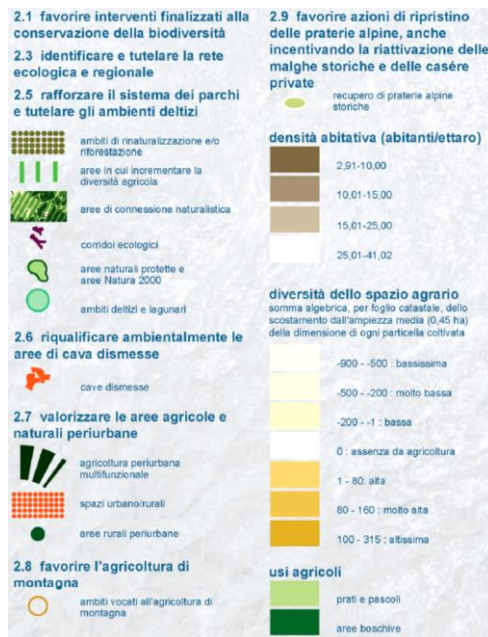 2.1 favorire interventi finalizzati alla
conservazione della biodiversità
2.3 identificare e tutelare la rete
ecologica e regionale
2.5 rafforzare il sistema dei parchi
e tutelare gli ambienti deltizi
ambiti di rinaturalizzazione e/o
riforestazione
aree in cui incrementare la
diversità agricola
aree di connessione naturalistica
corridoi ecologici
aree naturali protette e
aree Natura 2000
ambiti deltizi e lagunari
2.6 riqualificare ambientalmente le
aree di cava dismesse
cave dismesse
2.7 valorizzare le aree agricole e
naturali periurbane
agricoltura periurbana
multifunzionale
spazi urbano/rurali
aree rurali periurbane
2.8 favorire l'agricoltura di
montagna
ambiti vocati all'agricoltura di
montagna
2.9 favorire azioni di ripristino
delle praterie alpine, anche
incentivando la riattivazione delle
malghe storiche e delle casére
private
recupero di praterie alpine
storiche
densità abitativa (abitanti/ettaro)
2,91-10,00
10,01-15,00
15,01-25,00
25,01-41,02
diversità dello spazio agrario
somma algebrica, per foglio catastale, dello
scostamento dall'ampiezza media (0,45 ha)
della dimensione di ogni particella coltivata
-900 - -500 : bassissima
-500 - -200 : molto bassa
-200 - -1 : bassa
0 : assenza da agricoltura
1 - 80: alta
80 - 160 : molto alta
100 - 315 : altissima
usi agricoli
prati e pascoli
aree boschive